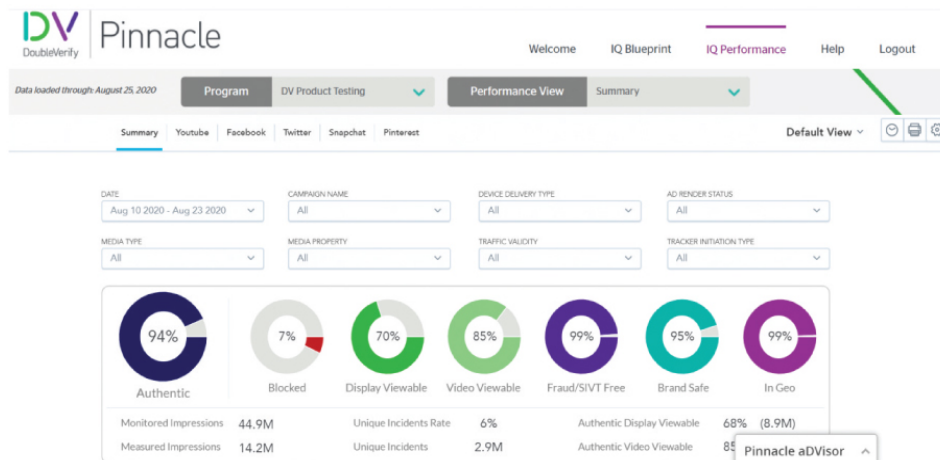 DV Pinnacle
DoubleVerify
Welcome IQ Blueprint IQ Performance Help Logout
Data loaded through: August 25, 2020 Program DV Product Testing Performance View Summary
Summary Youtube Facebook Twitter Snapchat Pinterest Default View
DATE CAMPAIGN NAME DEVICE DELIVERY TYPE AD RENDER STATUS
Aug 10 2020 - Aug 23 2020 All All All
MEDIA TYPE MEDIA PROPERTY TRAFFIC VALIDITY TRACKER INITIATION TYPE
All All All All
94% 7% 70% 85% 99% 95% 99%
Authentic Blocked Display Viewable Video Viewable Fraud/SIVT Free Brand Safe In Geo
Monitored Impressions 44.9M Unique Incidents Rate 6% Authentic Display Viewable 68% (8.9M)
Measured Impressions 14.2M Unique Incidents 2.9M Authentic Video Viewable
Pinnacle aDVisor